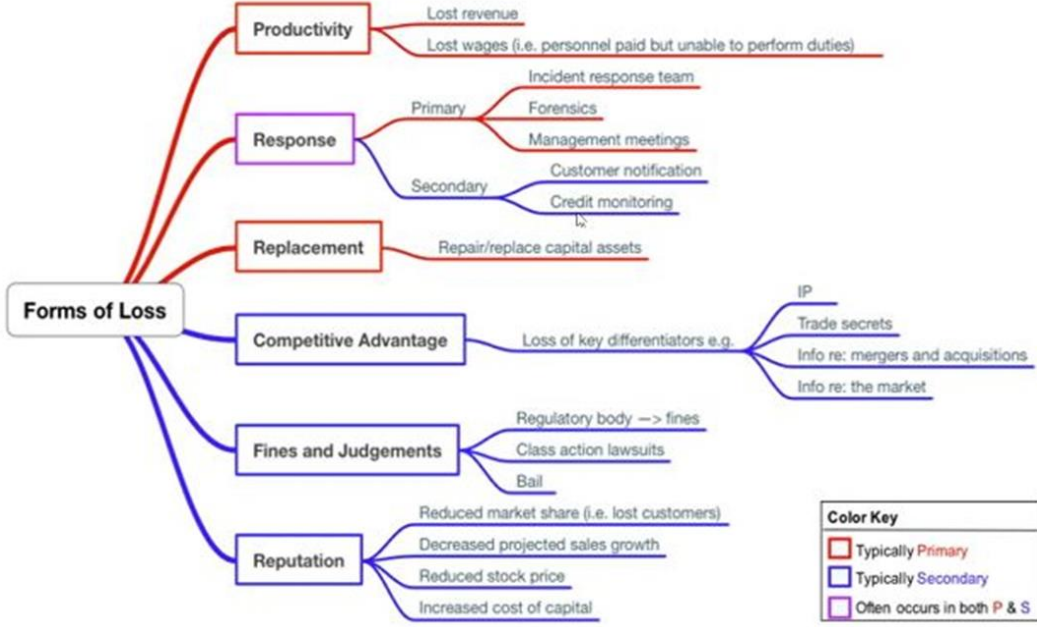 Forms of Loss
Productivity
Lost revenue
Lost wages (i.e. personnel paid but unable to perform duties)
Response
Primary
Incident response team
Forensics
Management meetings
Secondary
Customer notification
Credit monitoring
Replacement
Repair/replace capital assets
Competitive Advantage
Loss of key differentiators e.g.
IP
Trade secrets
Info re: mergers and acquisitions
Info re: the market
Fines and Judgements
Regulatory body —> fines
Class action lawsuits
Bail
Reputation
Reduced market share (i.e. lost customers)
Decreased projected sales growth
Reduced stock price
Increased cost of capital
Color Key
Typically Primary
Typically Secondary
Often occurs in both P & S